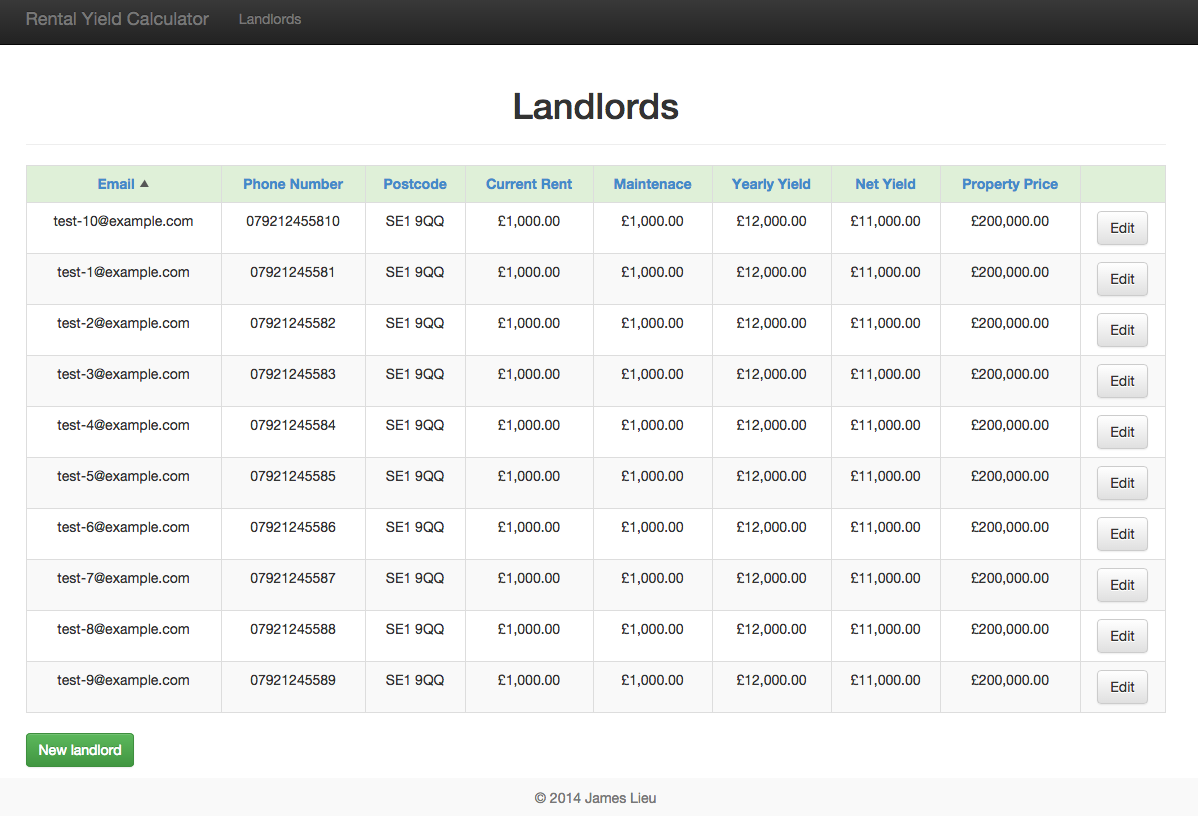 Rental Yield Calculator Landlords
Landlords
Email ▲ Phone Number Postcode Current Rent Maintenace Yearly Yield Net Yield Property Price
test-10@example.com 079212455810 SE1 9QQ £1,000.00 £1,000.00 £12,000.00 £11,000.00 £200,000.00 Edit
test-1@example.com 07921245581 SE1 9QQ £1,000.00 £1,000.00 £12,000.00 £11,000.00 £200,000.00 Edit
test-2@example.com 07921245582 SE1 9QQ £1,000.00 £1,000.00 £12,000.00 £11,000.00 £200,000.00 Edit
test-3@example.com 07921245583 SE1 9QQ £1,000.00 £1,000.00 £12,000.00 £11,000.00 £200,000.00 Edit
test-4@example.com 07921245584 SE1 9QQ £1,000.00 £1,000.00 £12,000.00 £11,000.00 £200,000.00 Edit
test-5@example.com 07921245585 SE1 9QQ £1,000.00 £1,000.00 £12,000.00 £11,000.00 £200,000.00 Edit
test-6@example.com 07921245586 SE1 9QQ £1,000.00 £1,000.00 £12,000.00 £11,000.00 £200,000.00 Edit
test-7@example.com 07921245587 SE1 9QQ £1,000.00 £1,000.00 £12,000.00 £11,000.00 £200,000.00 Edit
test-8@example.com 07921245588 SE1 9QQ £1,000.00 £1,000.00 £12,000.00 £11,000.00 £200,000.00 Edit
test-9@example.com 07921245589 SE1 9QQ £1,000.00 £1,000.00 £12,000.00 £11,000.00 £200,000.00 Edit
New landlord
© 2014 James Lieu